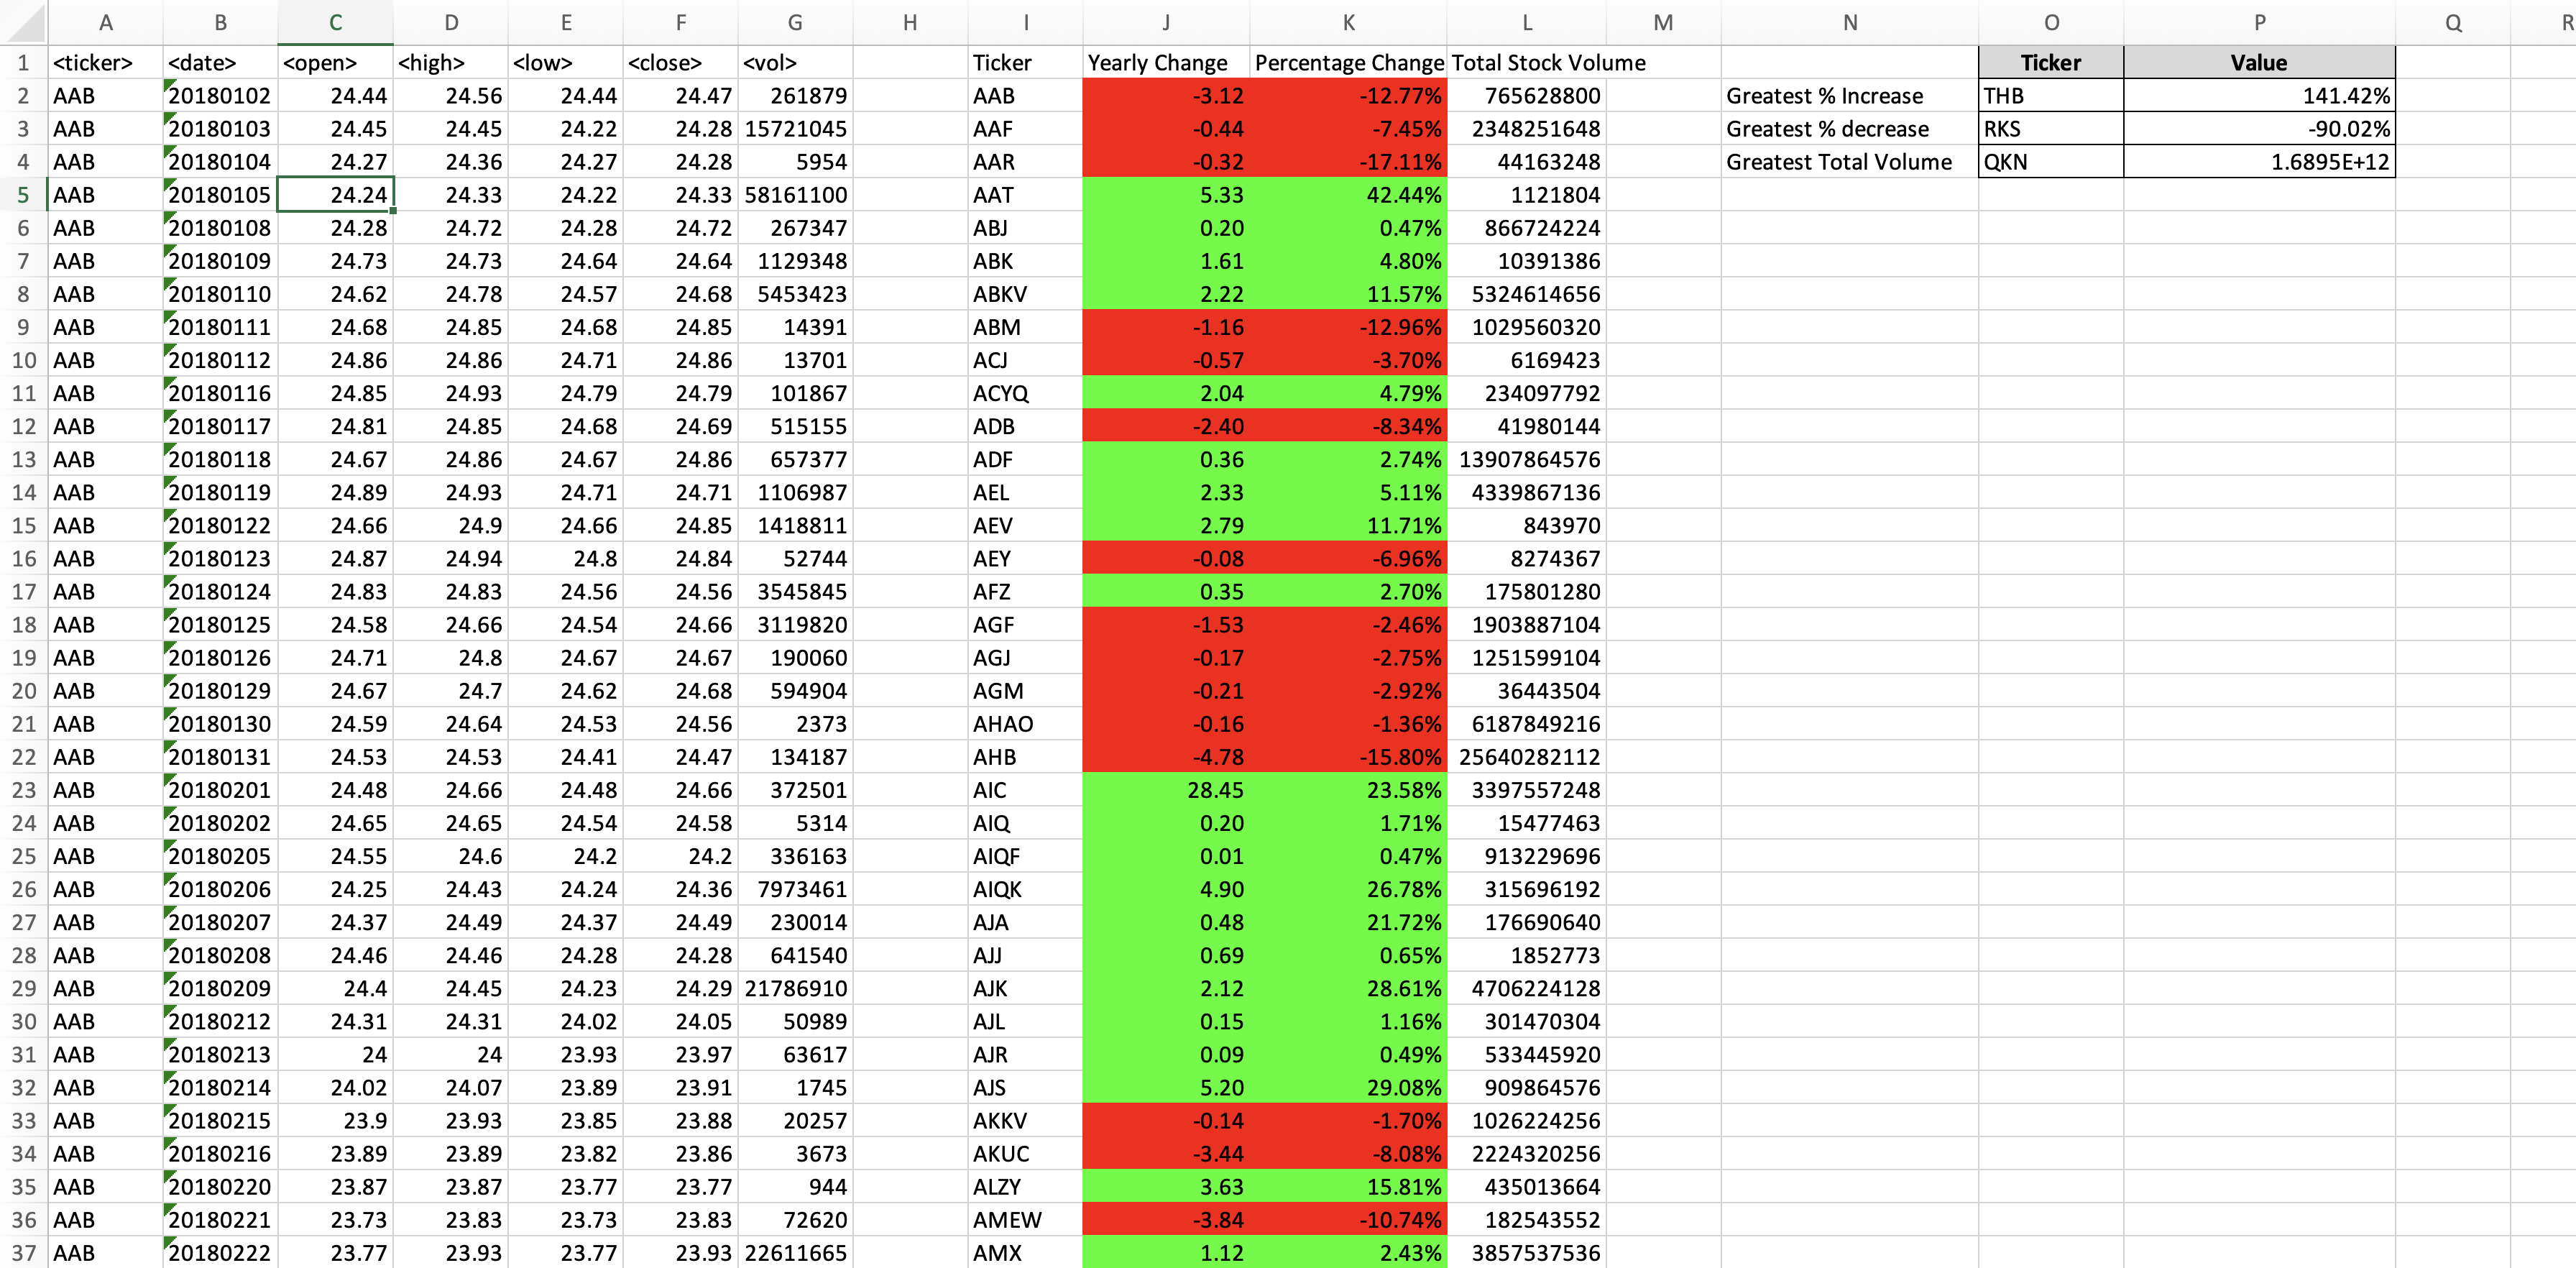 A B C D E F G H I J K L M N O P Q R
1 <ticker> <date> <open> <high> <low> <close> <vol> Ticker Yearly Change Percentage Change Total Stock Volume Ticker Value
2 AAB 20180102 24.44 24.56 24.44 24.47 261879 AAB -3.12 -12.77% 765628800 Greatest % Increase THB 141.42%
3 AAB 20180103 24.45 24.45 24.22 24.28 15721045 AAF -0.44 -7.45% 2348251648 Greatest % decrease RKS -90.02%
4 AAB 20180104 24.27 24.36 24.27 24.28 5954 AAR -0.32 -17.11% 44163248 Greatest Total Volume QKN 1.6895E+12
5 AAB 20180105 24.24 24.33 24.22 24.33 58161100 AAT 5.33 42.44% 1121804
6 AAB 20180108 24.28 24.72 24.28 24.72 267347 ABJ 0.20 0.47% 866724224
7 AAB 20180109 24.73 24.73 24.64 24.64 1129348 ABK 1.61 4.80% 10391386
8 AAB 20180110 24.62 24.78 24.57 24.68 5453423 ABKV 2.22 11.57% 5324614656
9 AAB 20180111 24.68 24.85 24.68 24.85 14391 ABM -1.16 -12.96% 1029560320
10 AAB 20180112 24.86 24.86 24.71 24.86 13701 ACJ -0.57 -3.70% 6169423
11 AAB 20180116 24.85 24.93 24.79 24.79 101867 ACYQ 2.04 4.79% 234097792
12 AAB 20180117 24.81 24.85 24.68 24.69 515155 ADB -2.40 -8.34% 41980144
13 AAB 20180118 24.67 24.86 24.67 24.86 657377 ADF 0.36 2.74% 13907864576
14 AAB 20180119 24.89 24.93 24.71 24.71 1106987 AEL 2.33 5.11% 4339867136
15 AAB 20180122 24.66 24.9 24.66 24.85 1418811 AEV 2.79 11.71% 843970
16 AAB 20180123 24.87 24.94 24.8 24.84 52744 AEY -0.08 -6.96% 8274367
17 AAB 20180124 24.83 24.83 24.56 24.56 3545845 AFZ 0.35 2.70% 175801280
18 AAB 20180125 24.58 24.66 24.54 24.66 3119820 AGF -1.53 -2.46% 1903887104
19 AAB 20180126 24.71 24.8 24.67 24.67 190060 AGJ -0.17 -2.75% 1251599104
20 AAB 20180129 24.67 24.7 24.62 24.68 594904 AGM -0.21 -2.92% 36443504
21 AAB 20180130 24.59 24.64 24.53 24.56 2373 AHAO -0.16 -1.36% 6187849216
22 AAB 20180131 24.53 24.53 24.41 24.47 134187 AHB -4.78 -15.80% 25640282112
23 AAB 20180201 24.48 24.66 24.48 24.66 372501 AIC 28.45 23.58% 3397557248
24 AAB 20180202 24.65 24.65 24.54 24.58 5314 AIQ 0.20 1.71% 15477463
25 AAB 20180205 24.55 24.6 24.2 24.2 336163 AIQF 0.01 0.47% 913229696
26 AAB 20180206 24.25 24.43 24.24 24.36 7973461 AIQK 4.90 26.78% 315696192
27 AAB 20180207 24.37 24.49 24.37 24.49 230014 AJA 0.48 21.72% 176690640
28 AAB 20180208 24.46 24.46 24.28 24.28 641540 AJJ 0.69 0.65% 1852773
29 AAB 20180209 24.4 24.45 24.23 24.29 21786910 AJK 2.12 28.61% 4706224128
30 AAB 20180212 24.31 24.31 24.02 24.05 50989 AJL 0.15 1.16% 301470304
31 AAB 20180213 24 24 23.93 23.97 63617 AJR 0.09 0.49% 533445920
32 AAB 20180214 24.02 24.07 23.89 23.91 1745 AJS 5.20 29.08% 909864576
33 AAB 20180215 23.9 23.93 23.85 23.88 20257 AKKV -0.14 -1.70% 1026224256
34 AAB 20180216 23.89 23.89 23.82 23.86 3673 AKUC -3.44 -8.08% 2224320256
35 AAB 20180220 23.87 23.87 23.77 23.77 944 ALZY 3.63 15.81% 435013664
36 AAB 20180221 23.73 23.83 23.73 23.83 72620 AMEW -3.84 -10.74% 182543552
37 AAB 20180222 23.77 23.93 23.77 23.93 22611665 AMX 1.12 2.43% 3857537536